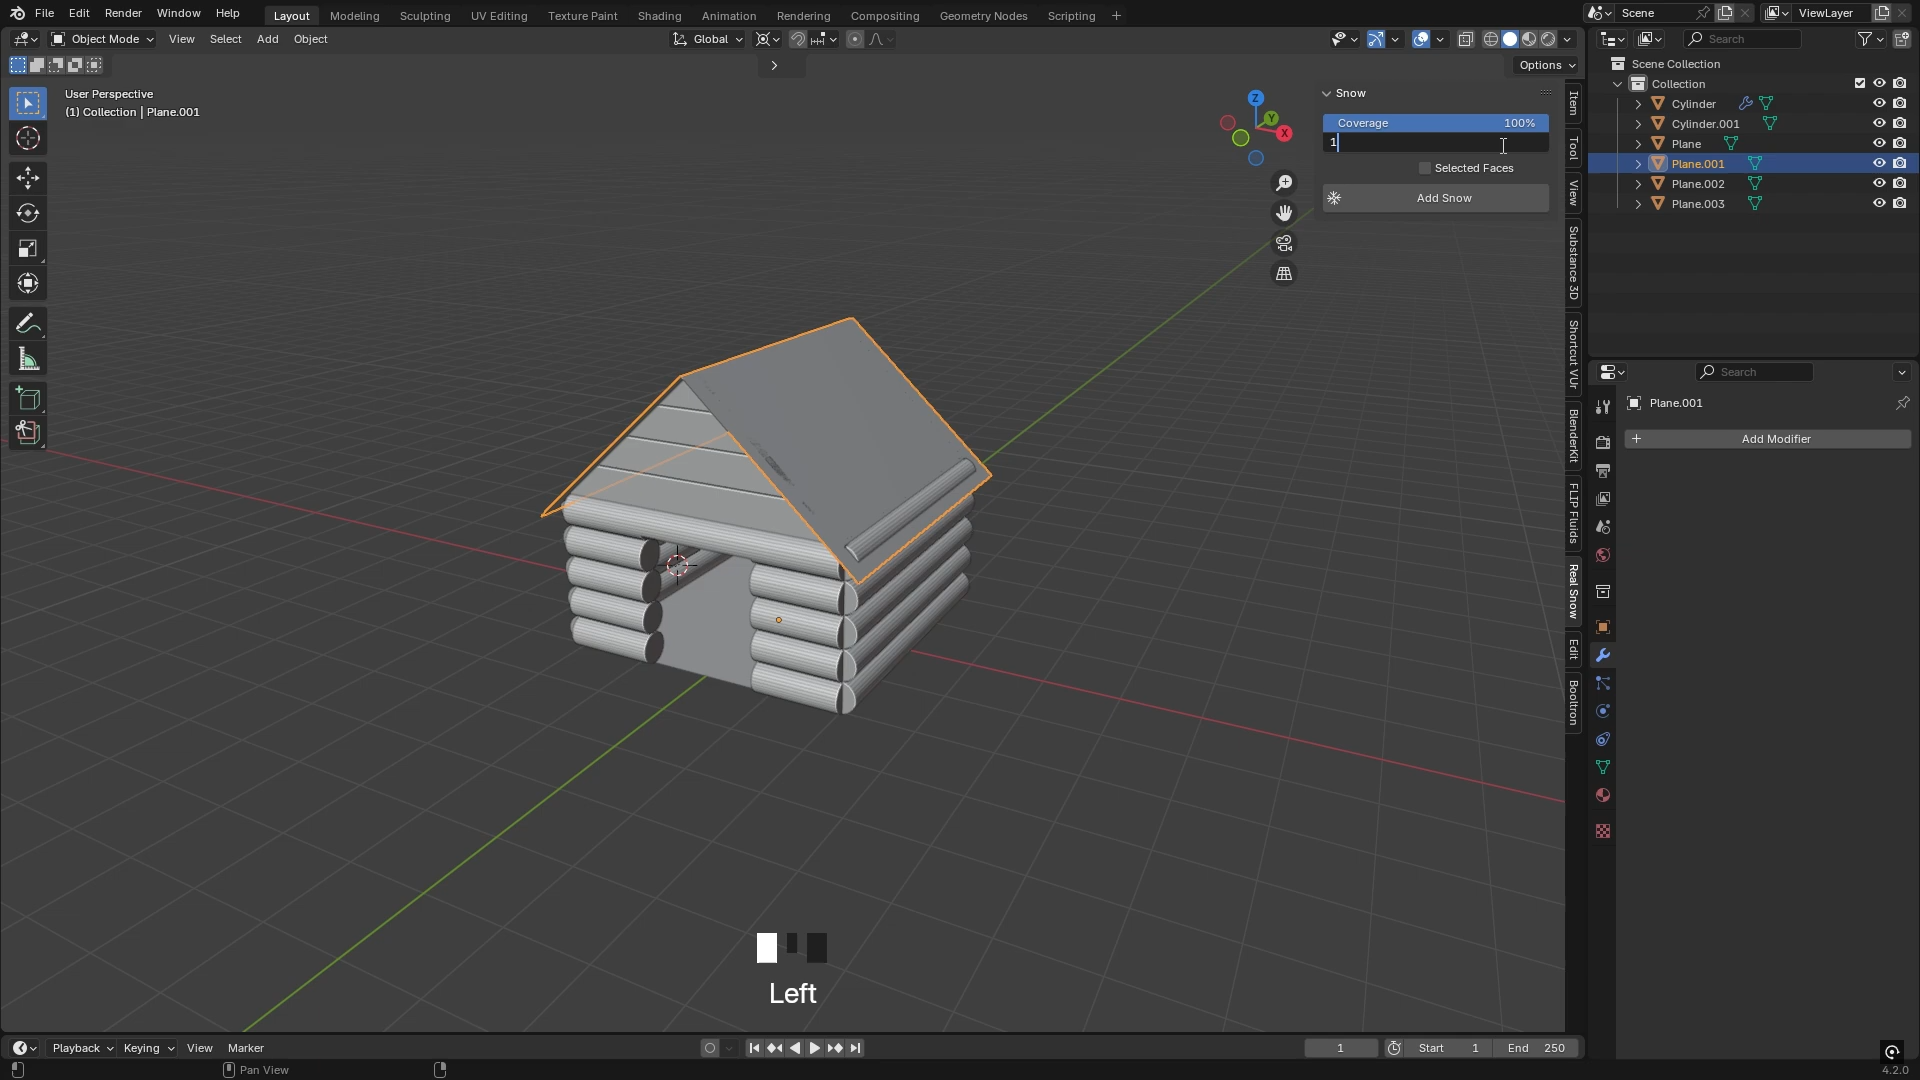 File Edit Render Window Help Layout Modeling Sculpting UV Editing Texture Paint Shading Animation Rendering Compositing Geometry Nodes Scripting Scene ViewLayer
Object Mode View Select Add Object Global Search
Options
User Perspective
(1) Collection | Plane.001
Z
Y
X
Snow
Coverage 100%
1
Selected Faces
Add Snow
Item
Tool
View
Substance 3D
Shortcut VUr
BlenderKit
FLIP Fluids
Real Snow
Edit
Booltron
Scene Collection
Collection
Cylinder
Cylinder.001
Plane
Plane.001
Plane.002
Plane.003
Search
Plane.001
Add Modifier
Left
Playback Keying View Marker 1 Start 1 End 250
Pan View 4.2.0